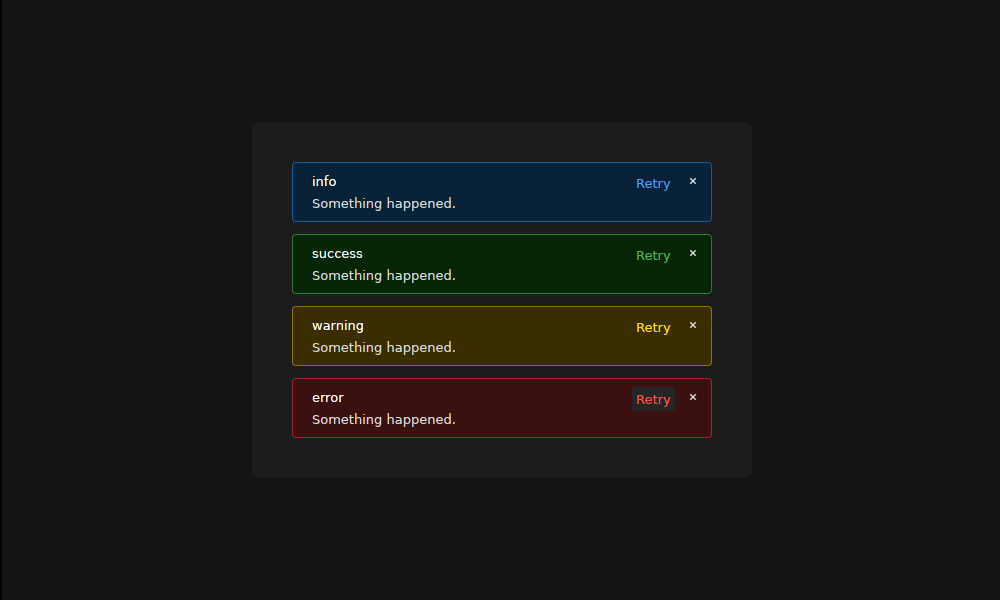 info
Retry ×
Something happened.
success
Retry ×
Something happened.
warning
Retry ×
Something happened.
error
Retry ×
Something happened.